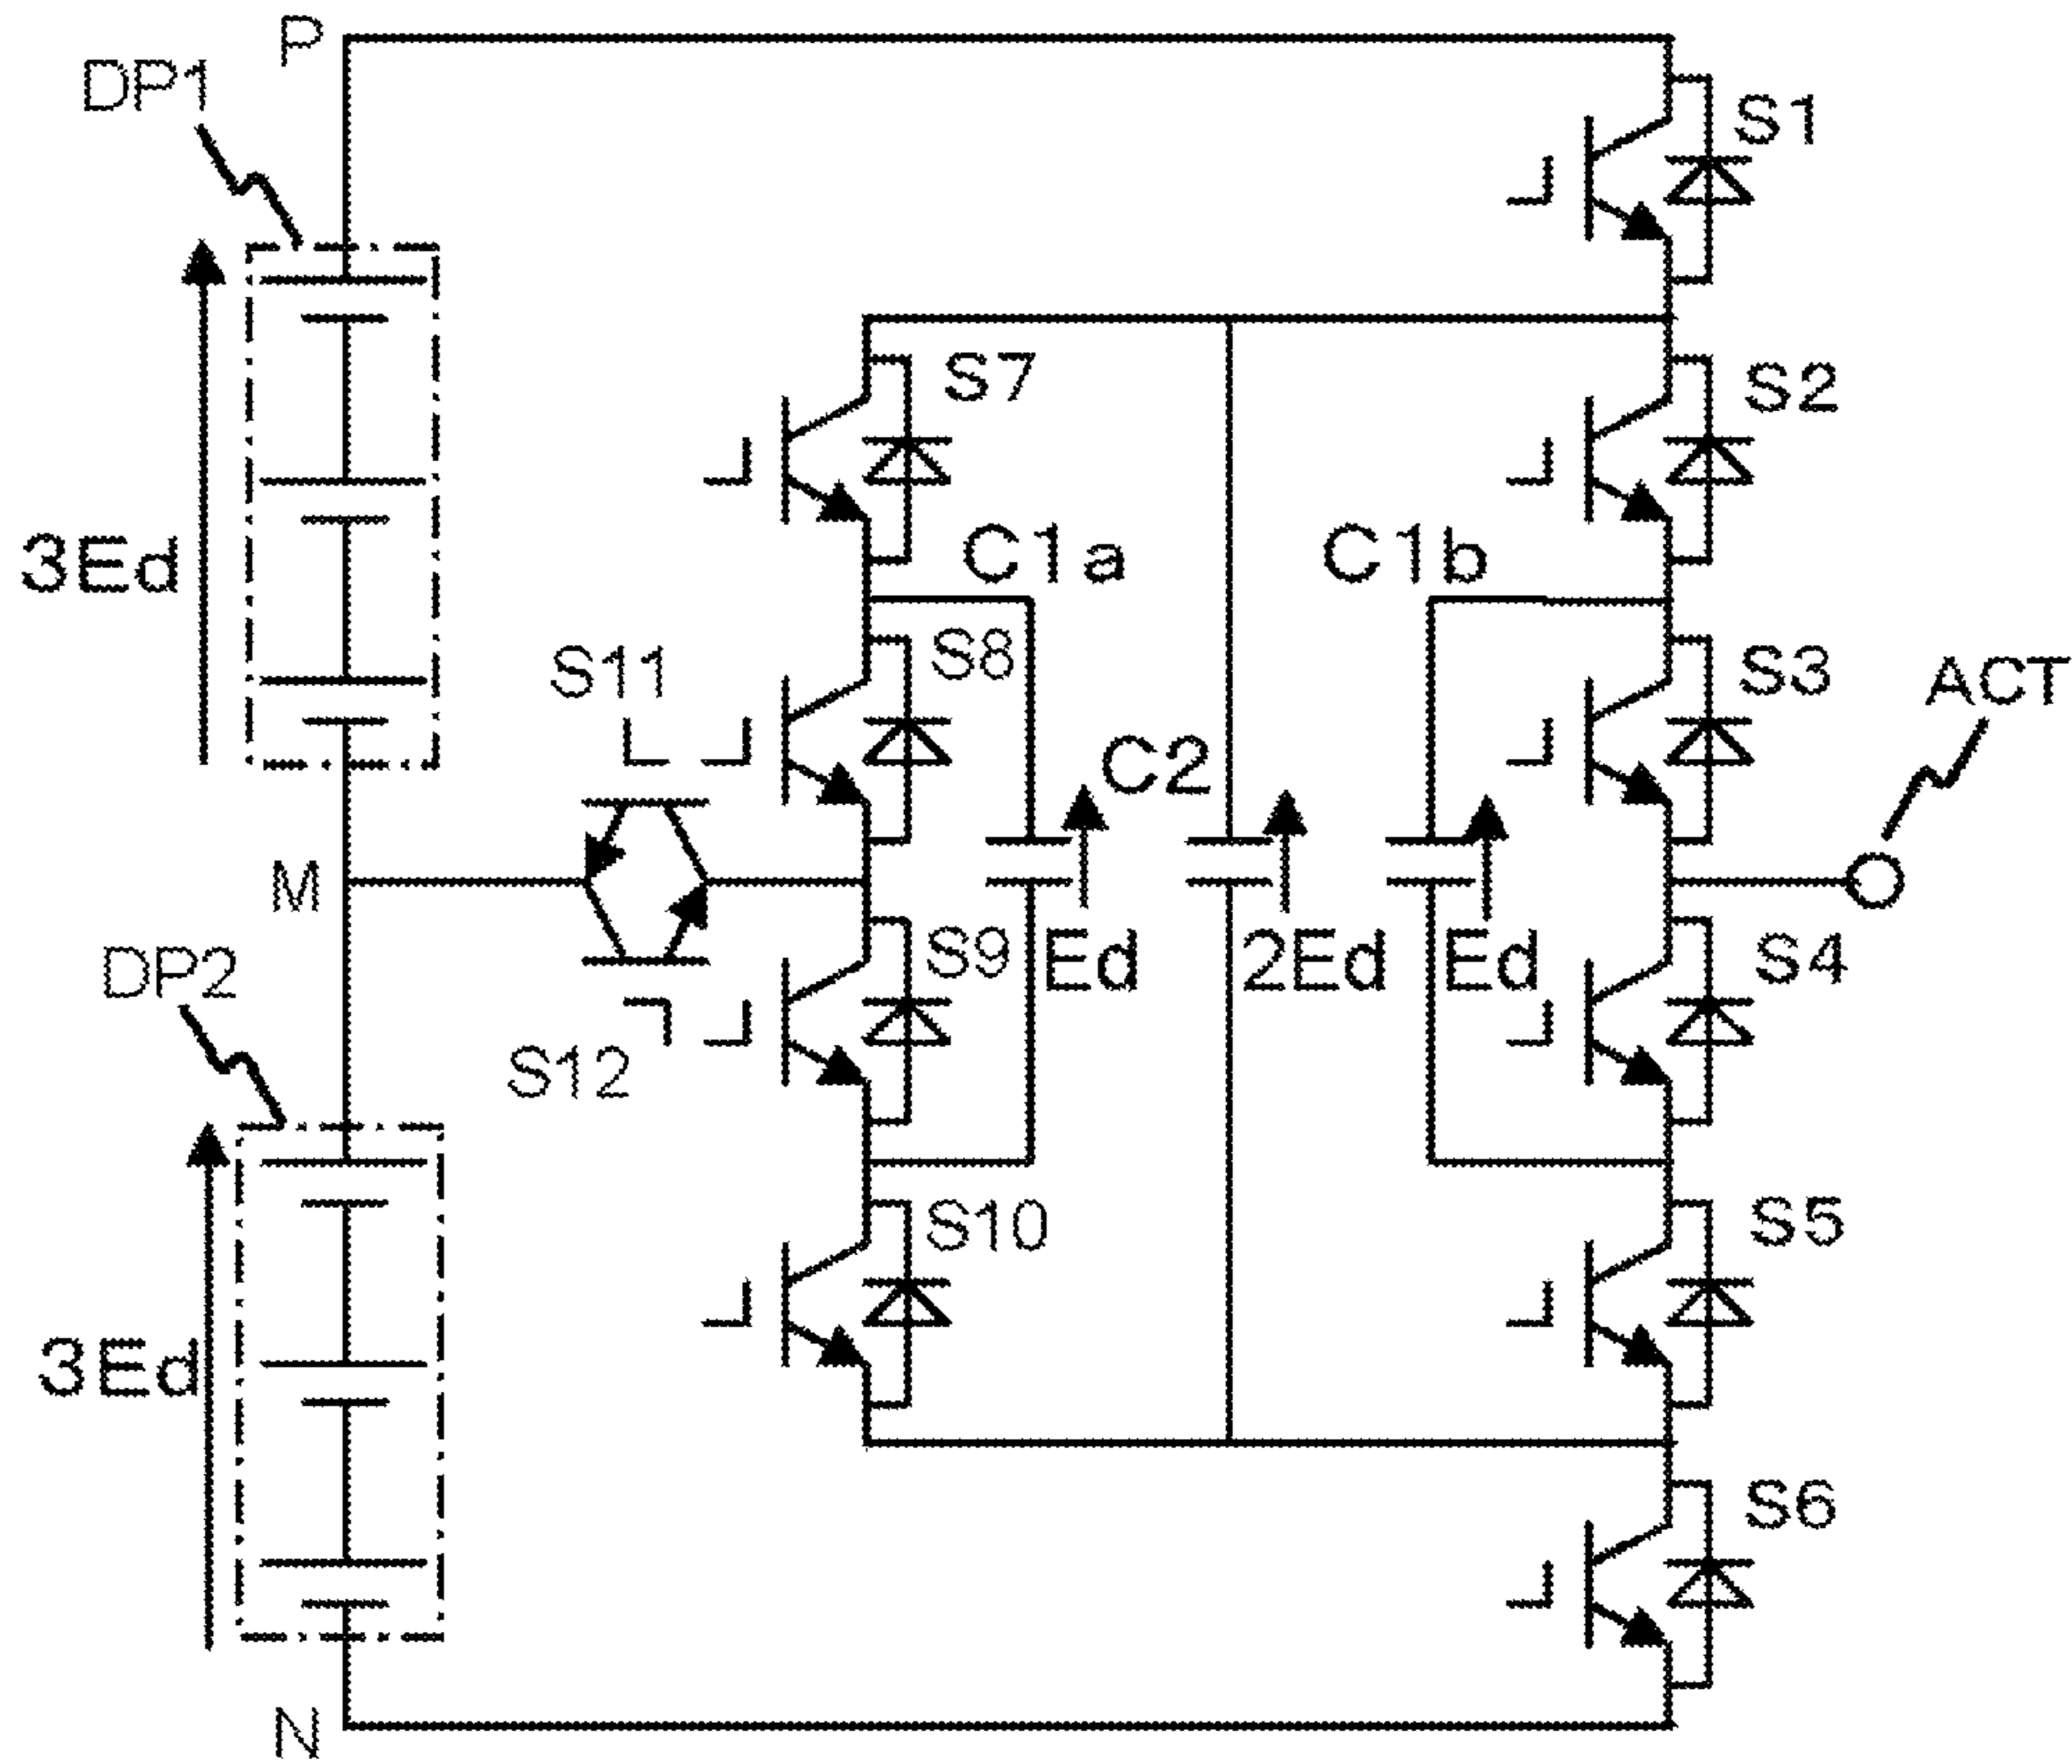 P
DP1
S1
S7
S2
3Ed
C1a
C1b
S11
S8
S3
ACT
C2
M
DP2
S9
Ed
2Ed
Ed
S4
S12
S10
S5
3Ed
S6
N